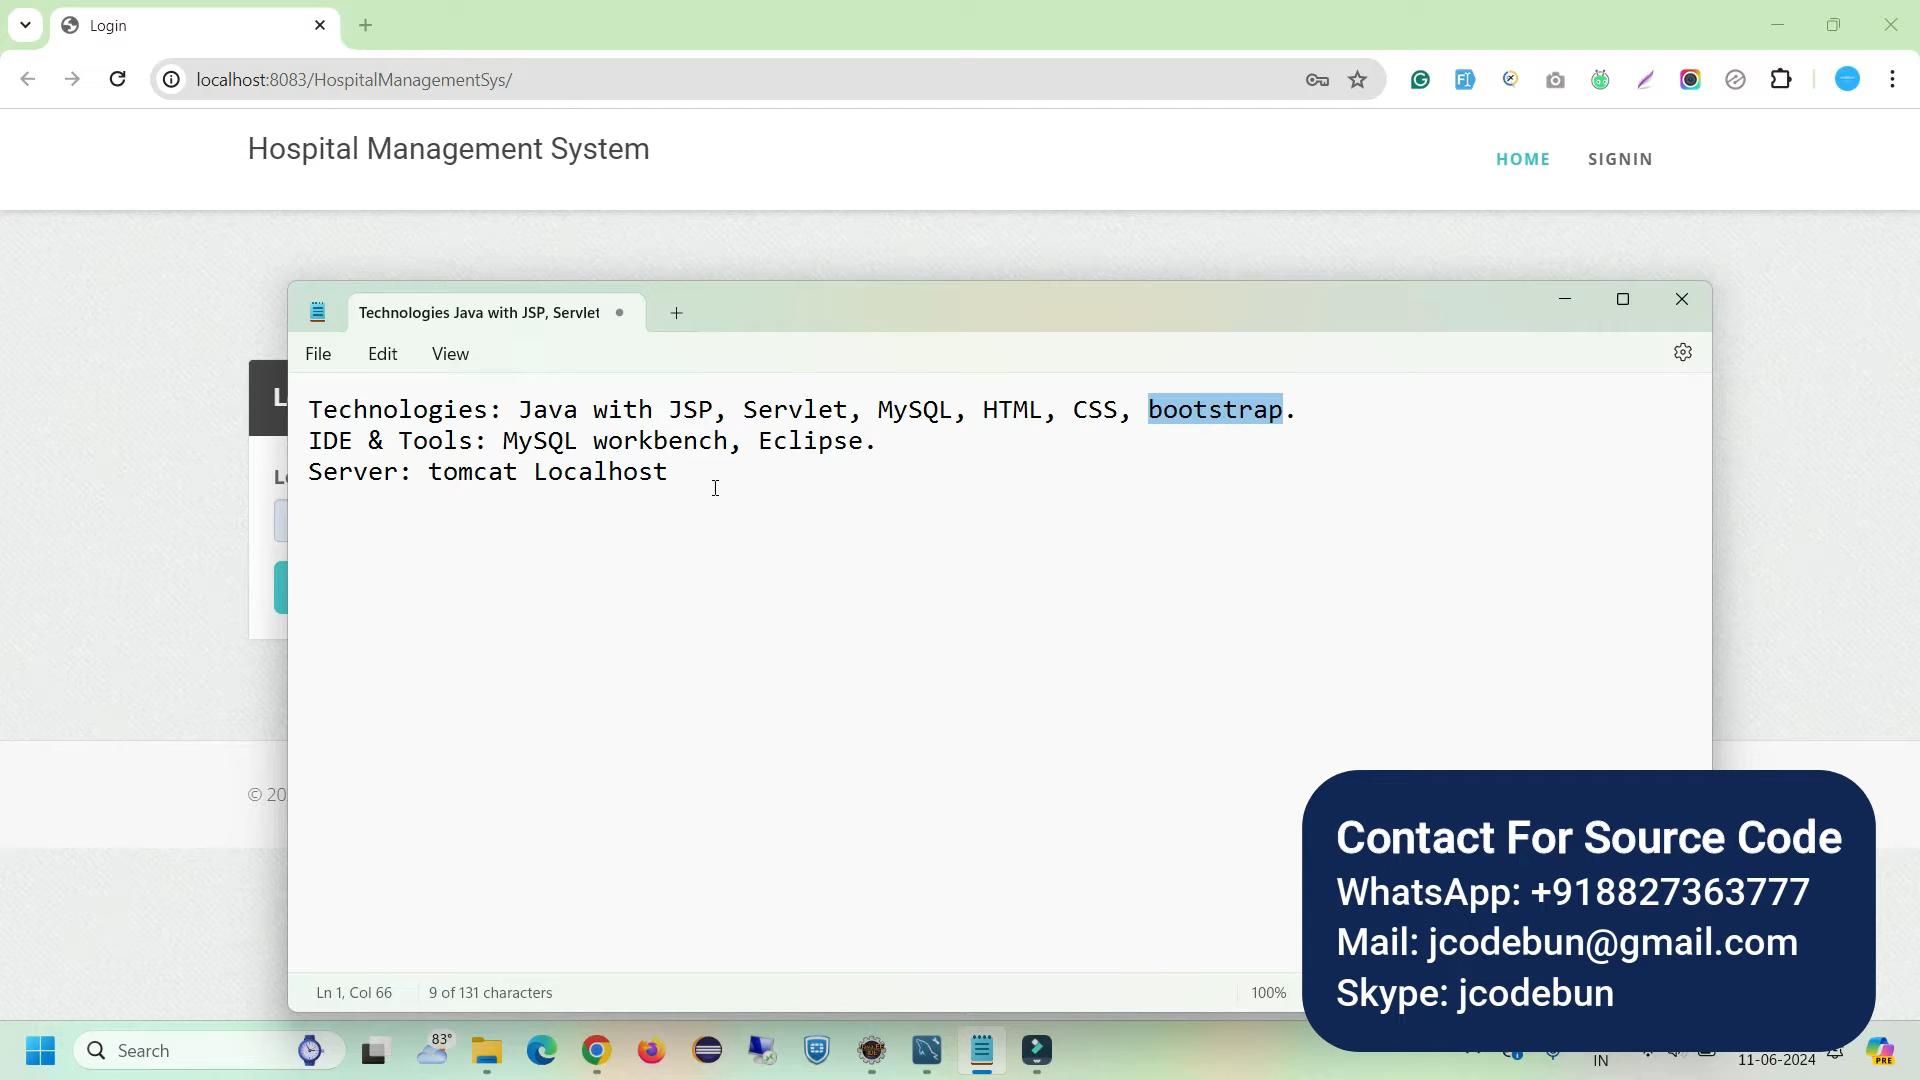 Login
localhost:8083/HospitalManagementSys/
Hospital Management System
HOME
SIGNIN
Technologies Java with JSP, Servlet
File
Edit
View
Technologies: Java with JSP, Servlet, MySQL, HTML, CSS, bootstrap.
IDE & Tools: MySQL workbench, Eclipse.
Server: tomcat Localhost
© 20
Contact For Source Code
WhatsApp: +918827363777
Mail: jcodebun@gmail.com
Skype: jcodebun
Ln 1, Col 66
9 of 131 characters
100%
Search
83°
IN
11-06-2024
PRE